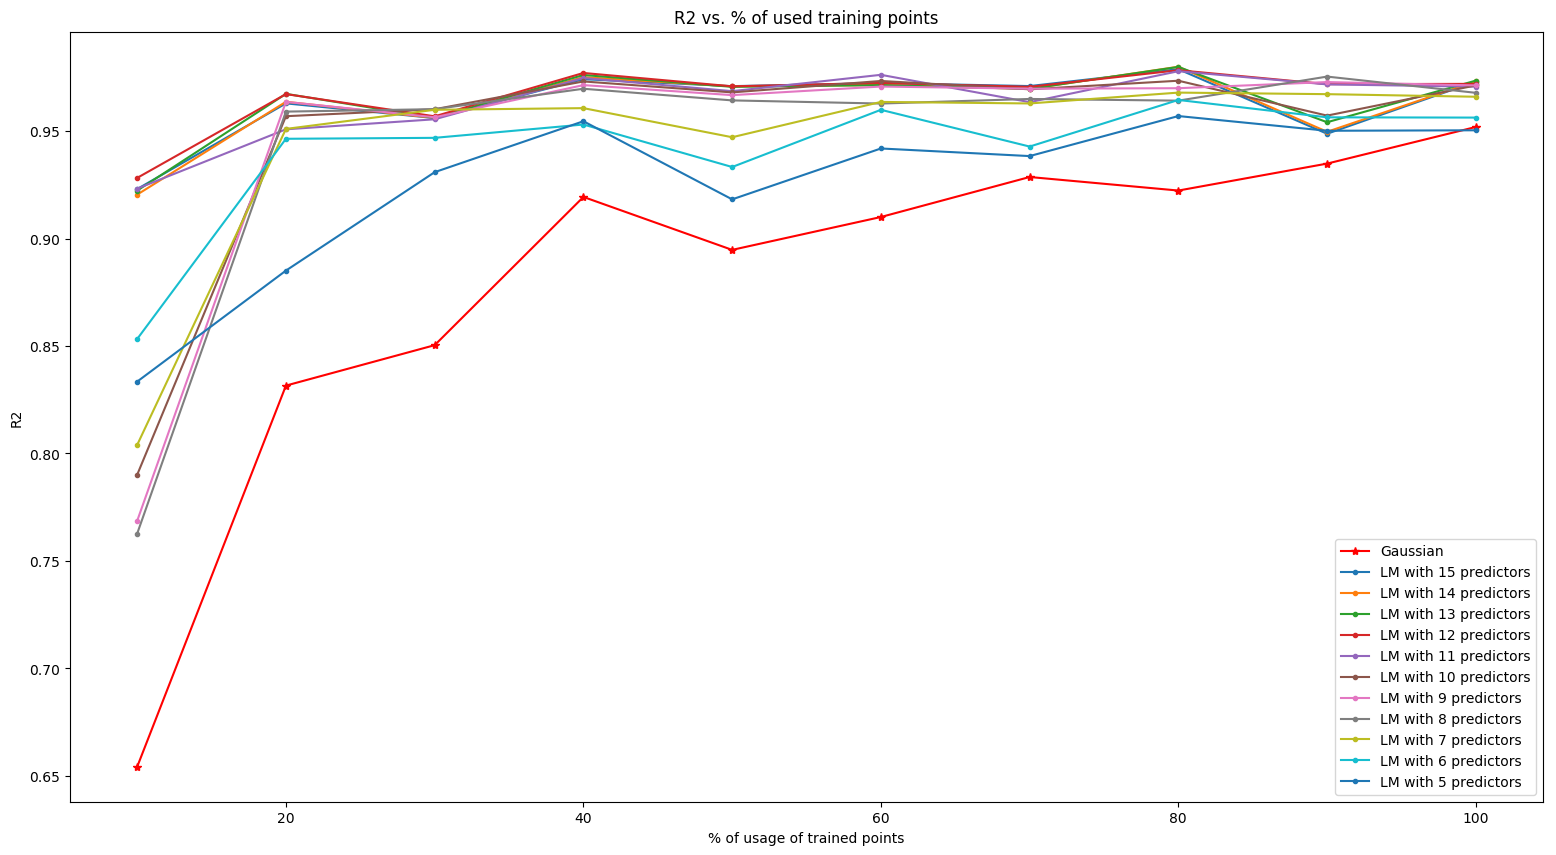 R2 vs. % of used training points
R2
0.95
0.90
0.85
0.80
0.75
0.70
0.65
20
40
60
80
100
% of usage of trained points
Gaussian
LM with 15 predictors
LM with 14 predictors
LM with 13 predictors
LM with 12 predictors
LM with 11 predictors
LM with 10 predictors
LM with 9 predictors
LM with 8 predictors
LM with 7 predictors
LM with 6 predictors
LM with 5 predictors